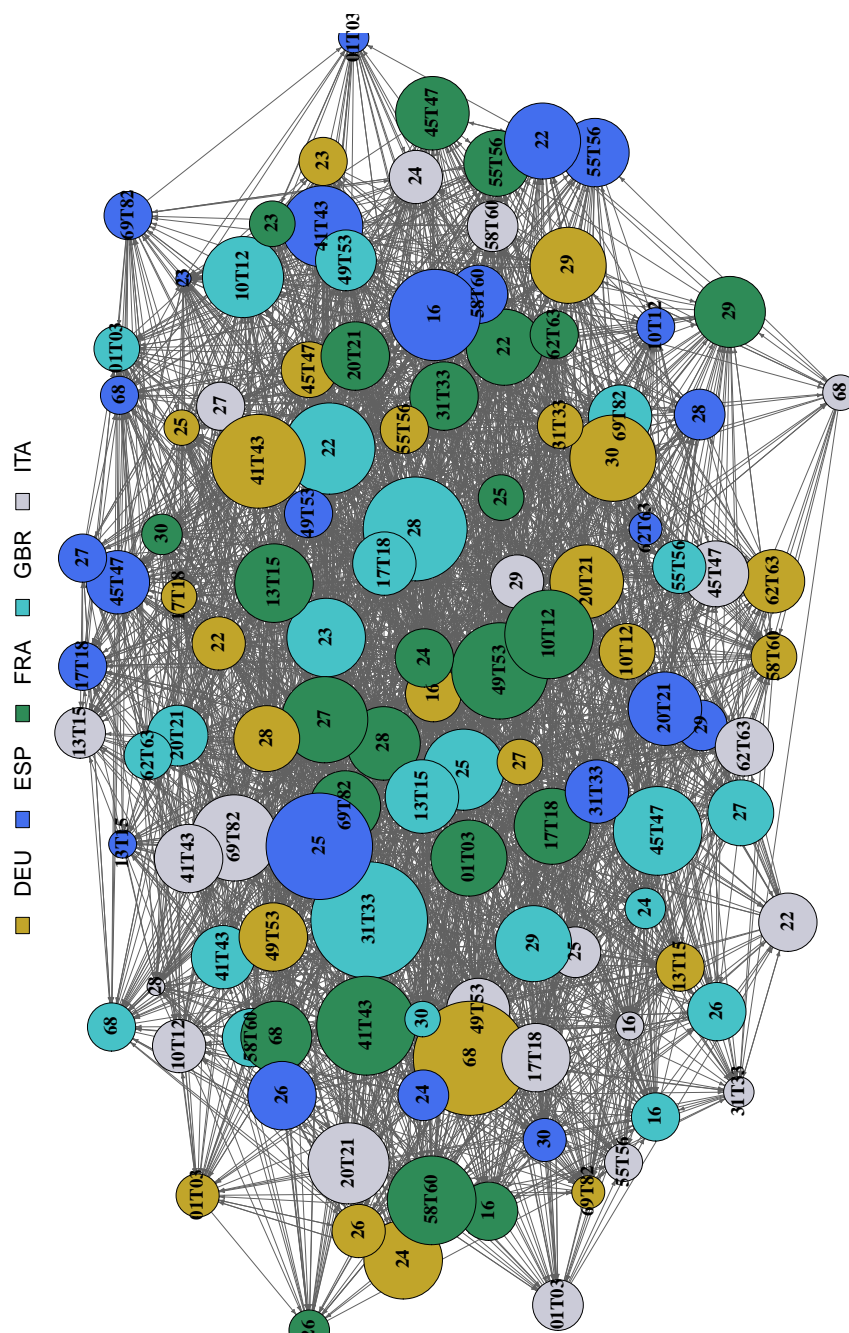 DEU ESP FRA GBR ITA
01T03
45T47
22
55T56
23
55T56
24
69T82
23
41T43
58T60
49T53
29
23
10T12
58T60
16
29
10T12
62T63
01T03
22
20T21
45T47
68
68
31T33
27
28
69T82
31T33
25
55T56
22
30
41T43
25
49T53
28
62T63
30
27
17T18
55T56
45T47
29
45T47
13T15
20T21
62T63
17T18
10T12
23
22
10T12
58T60
17T18
24
49T53
16
20T21
27
29
13T15
20T21
28
28
62T63
62T63
25
27
31T33
13T15
69T82
27
17T18
45T47
13T15
69T82
25
41T43
01T03
24
31T33
22
49T53
29
25
41T43
13T15
28
49T53
26
30
16
41T43
68
68
58T60
10T12
68
17T18
31T33
24
26
16
30
55T56
20T21
69T82
01T03
58T60
16
26
24
01T03
26